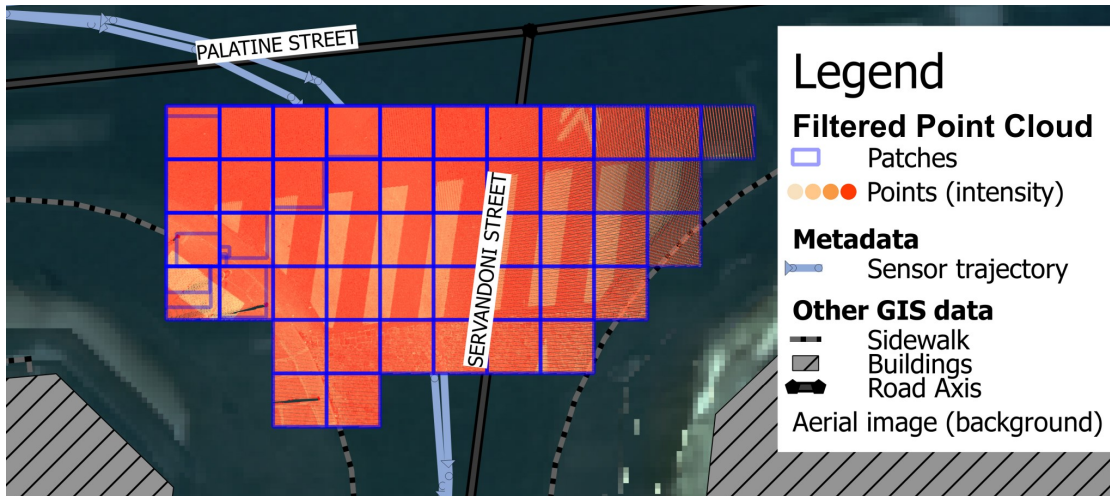 PALATINE STREET
SERVANDONI STREET
Legend
Filtered Point Cloud
Patches
Points (intensity)
Metadata
Sensor trajectory
Other GIS data
Sidewalk
Buildings
Road Axis
Aerial image (background)